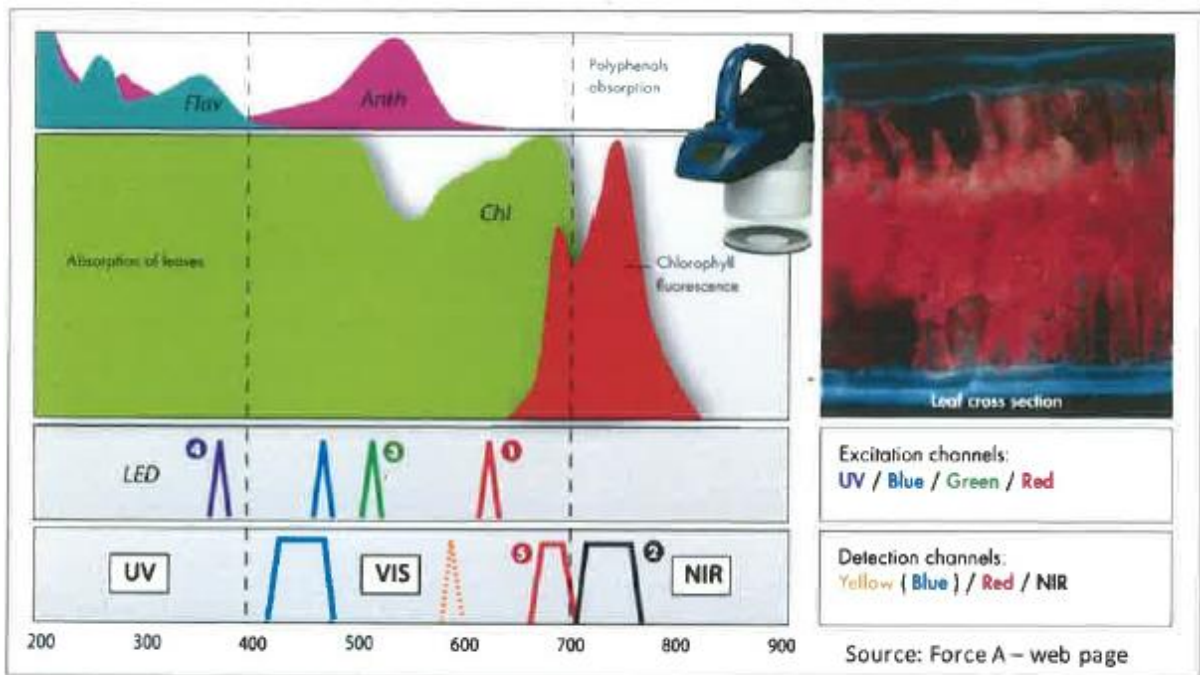 Flav
Anth
Polyphenols
absorption
Chl
Absorption of leaves
Chlorophyll
fluorescence
Leaf cross section
LED
4
3
1
Excitation channels:
UV / Blue / Green / Red
UV
VIS
5
2
NIR
Detection channels:
Yellow ( Blue ) / Red / NIR
200 300 400 500 600 700 800 900
Source: Force A – web page